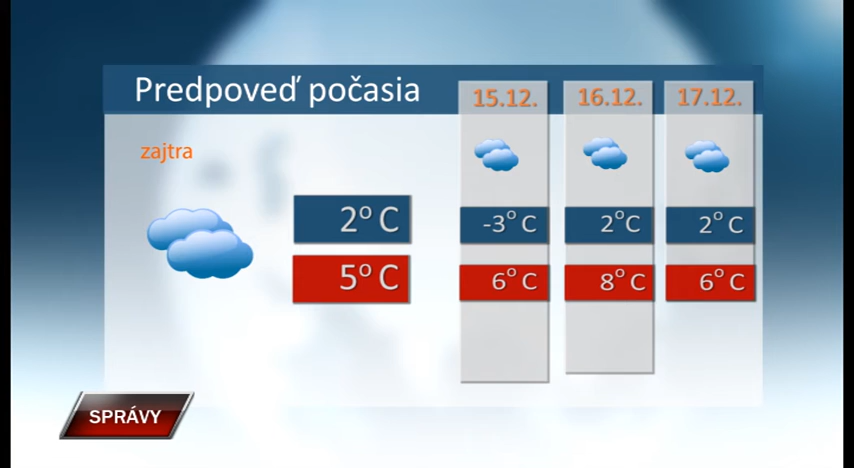 Predpoveď počasia
zajtra
2° C
5° C
15.12.
-3° C
6° C
16.12.
2°C
8° C
17.12.
2° C
6° C
SPRÁVY